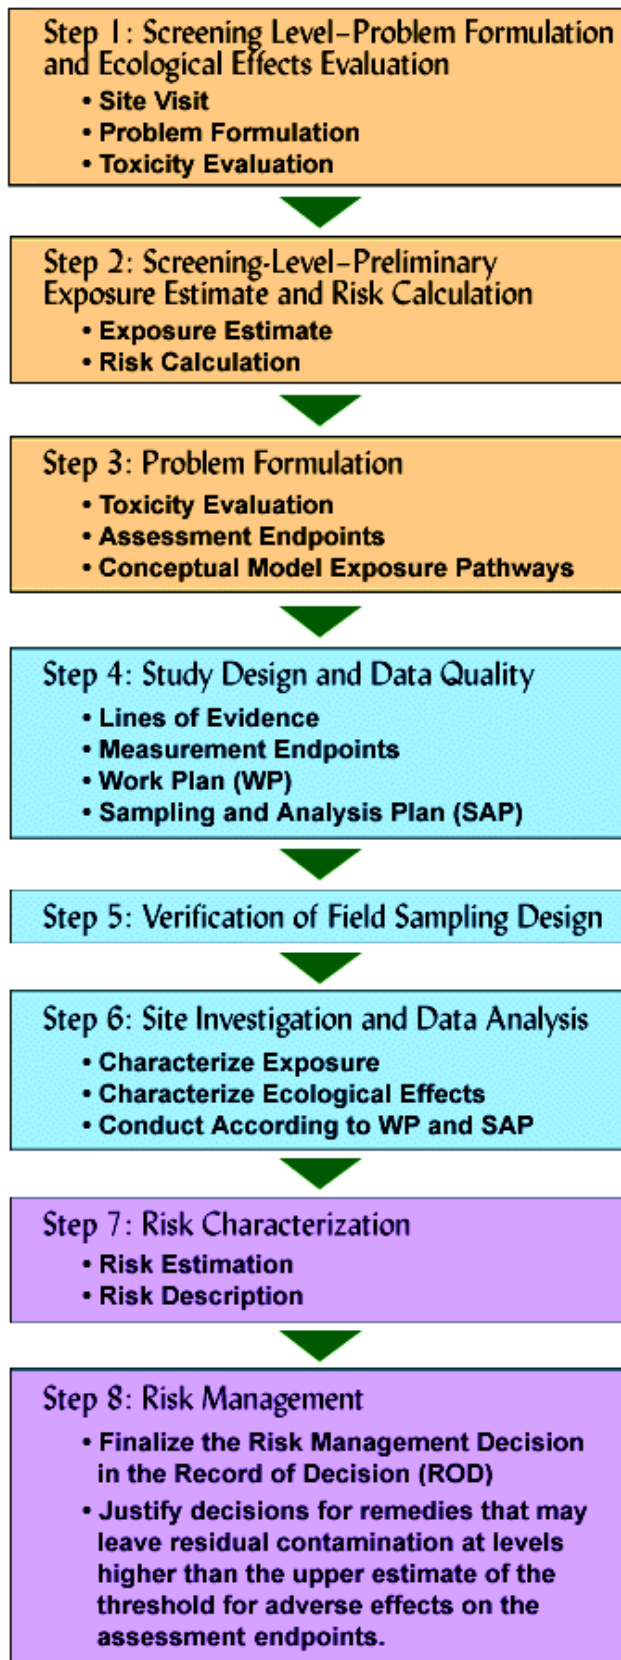 Step 1: Screening Level–Problem Formulation
and Ecological Effects Evaluation
• Site Visit
• Problem Formulation
• Toxicity Evaluation
Step 2: Screening-Level–Preliminary
Exposure Estimate and Risk Calculation
• Exposure Estimate
• Risk Calculation
Step 3: Problem Formulation
• Toxicity Evaluation
• Assessment Endpoints
• Conceptual Model Exposure Pathways
Step 4: Study Design and Data Quality
• Lines of Evidence
• Measurement Endpoints
• Work Plan (WP)
• Sampling and Analysis Plan (SAP)
Step 5: Verification of Field Sampling Design
Step 6: Site Investigation and Data Analysis
• Characterize Exposure
• Characterize Ecological Effects
• Conduct According to WP and SAP
Step 7: Risk Characterization
• Risk Estimation
• Risk Description
Step 8: Risk Management
• Finalize the Risk Management Decision
in the Record of Decision (ROD)
• Justify decisions for remedies that may
leave residual contamination at levels
higher than the upper estimate of the
threshold for adverse effects on the
assessment endpoints.